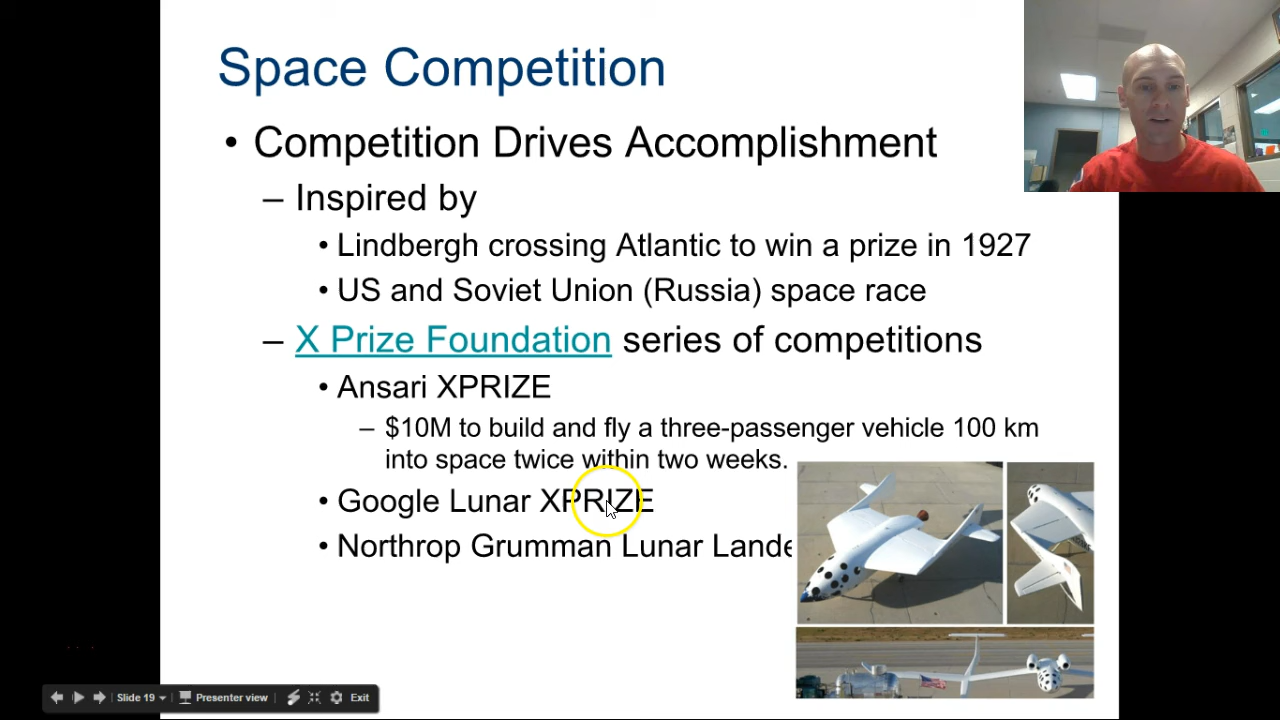 Space Competition
• Competition Drives Accomplishment
– Inspired by
• Lindbergh crossing Atlantic to win a prize in 1927
• US and Soviet Union (Russia) space race
– X Prize Foundation series of competitions
• Ansari XPRIZE
– $10M to build and fly a three-passenger vehicle 100 km
into space twice within two weeks.
• Google Lunar XPRIZE
• Northrop Grumman Lunar Lande
Slide 19 Presenter view Exit